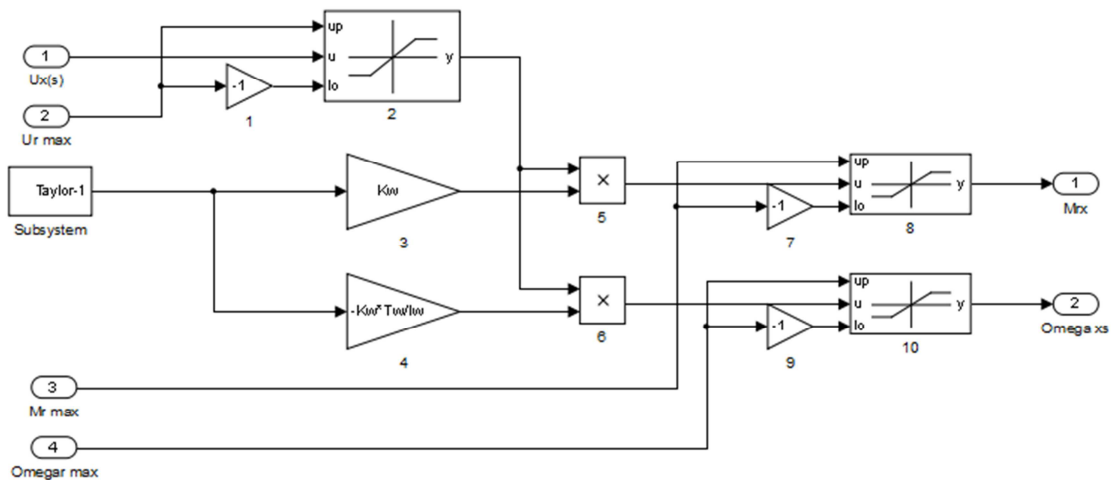 up
1
u
y
Ux(s)
-1
lo
2
1
2
Ur max
Taylor-1
Subsystem
Kw
3
×
5
up
u
y
-1
lo
7
8
1
Mrx
-Kw*Tw/Iw
4
×
6
up
u
y
-1
lo
9
10
2
Omega xs
3
Mr max
4
Omegar max